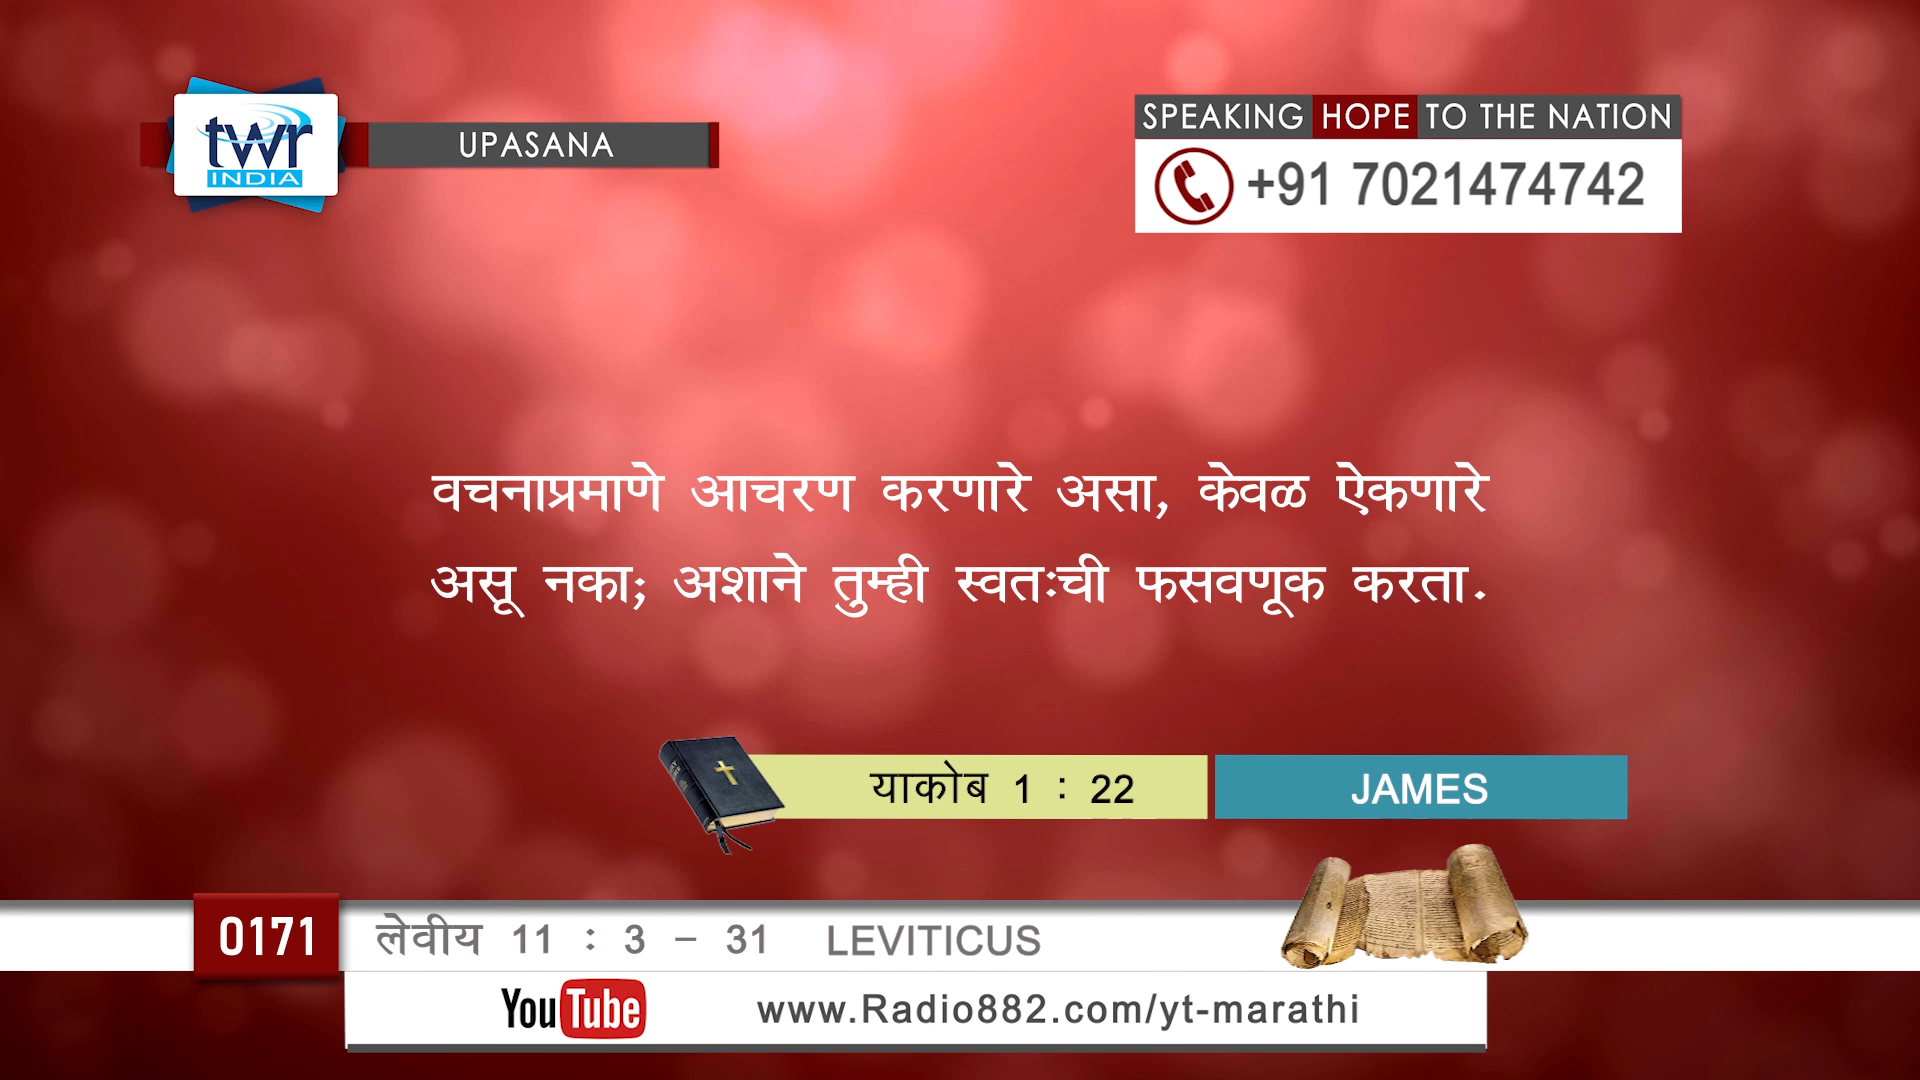 twr
INDIA
UPASANA
SPEAKING HOPE TO THE NATION
+91 7021474742
वचनाप्रमाणे आचरण करणारे असा, केवळ ऐकणारे
असू नका; अशाने तुम्ही स्वतःची फसवणूक करता.
याकोब 1 : 22
JAMES
0171
लेवीय 11 : 3 - 31 LEVITICUS
YouTube
www.Radio882.com/yt-marathi